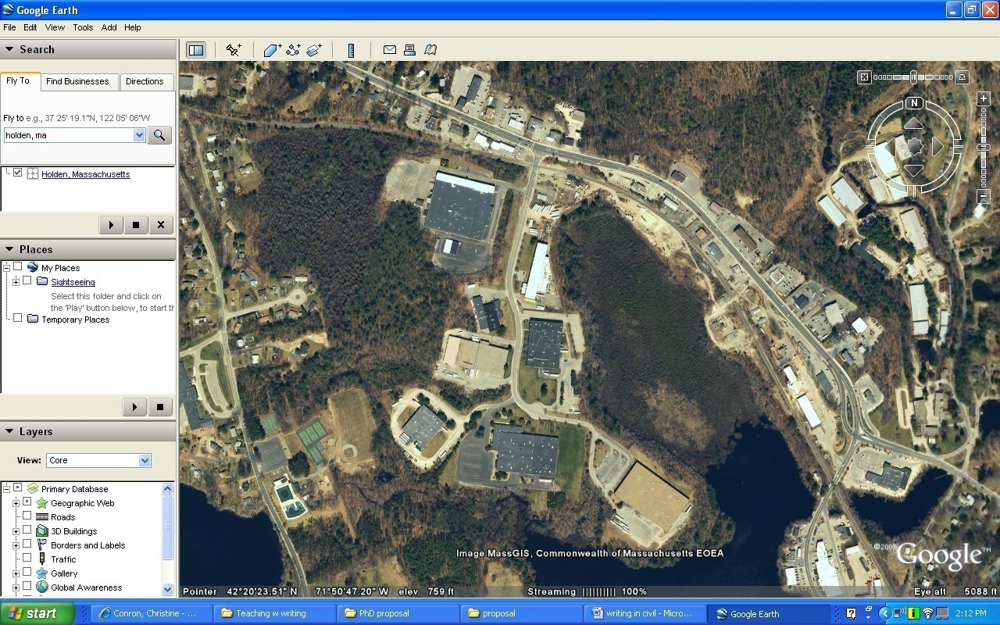 Google Earth
File Edit View Tools Add Help
Search
Fly To Find Businesses Directions
Fly to e.g., 37 25' 19.1"N, 122 05' 06"W
holden, ma
Holden, Massachusetts
Places
My Places
Sightseeing
Select this folder and click on
the 'Play' button below, to start th
Temporary Places
Layers
View: Core
Primary Database
Geographic Web
Roads
3D Buildings
Borders and Labels
Traffic
Gallery
Global Awareness
N
Image MassGIS, Commonwealth of Massachusetts EOEA
Google™
Pointer 42°20'23.51" N 71°50'47.20" W elev 759 ft Streaming |||||||||| 100% Eye alt 5088 ft
start Conron, Christine - ... Teaching w writing PhD proposal proposal writing in civil - Micro... Google Earth 2:12 PM